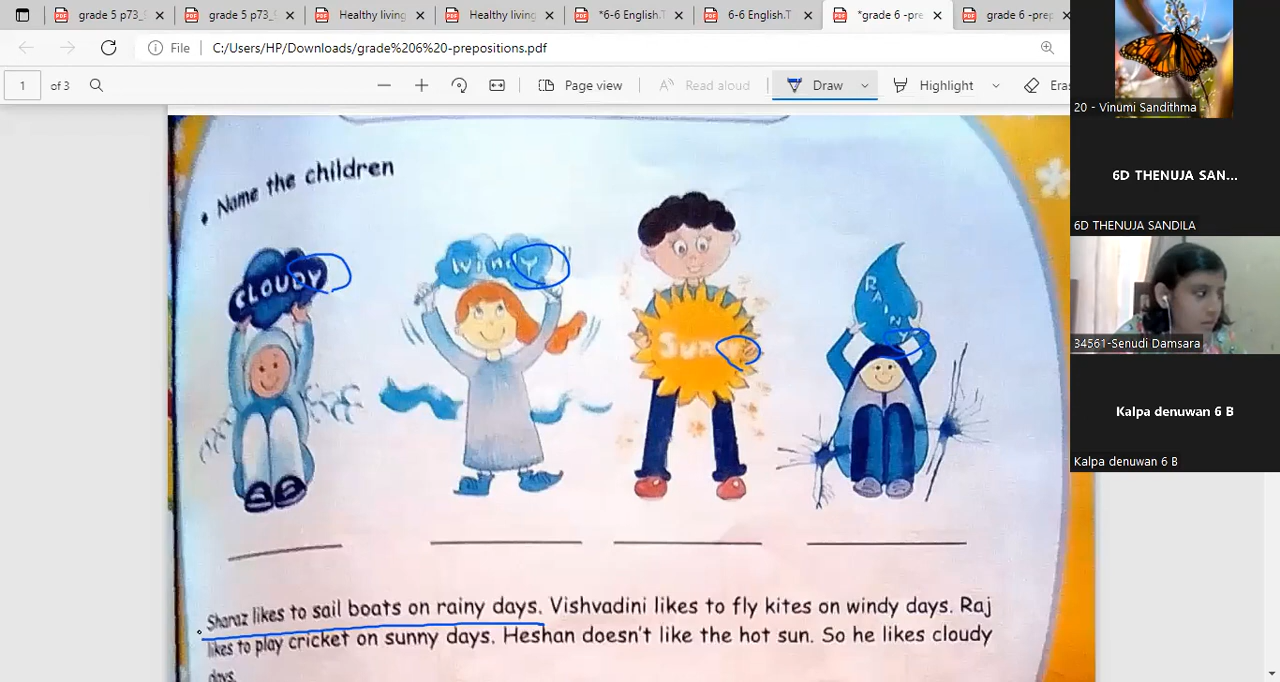 grade 5 p73_
grade 5 p73_9
Healthy living
Healthy living
*6-6 English.T
6-6 English.T
*grade 6 -pre
grade 6 -prep
File
C:/Users/HP/Downloads/grade%206%20-prepositions.pdf
1 of 3
Page view
Read aloud
Draw
Highlight
Eras
20 - Vinumi Sandithma
6D THENUJA SAN...
6D THENUJA SANDILA
34561-Senudi Damsara
Kalpa denuwan 6 B
Kalpa denuwan 6 B
• Name the children
CLOUDY
Windy
Suny
RAINY
Sharaz likes to sail boats on rainy days. Vishvadini likes to fly kites on windy days. Raj
likes to play cricket on sunny days. Heshan doesn't like the hot sun. So he likes cloudy
days.